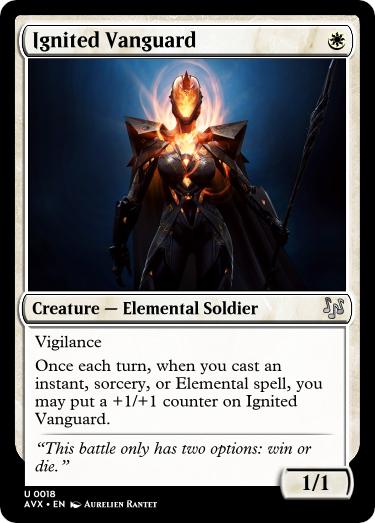 Ignited Vanguard
Creature — Elemental Soldier
Vigilance
Once each turn, when you cast an
instant, sorcery, or Elemental spell, you
may put a +1/+1 counter on Ignited
Vanguard.
“This battle only has two options: win or
die.”
1/1
U 0018
AVX • EN Aurelien Rantet